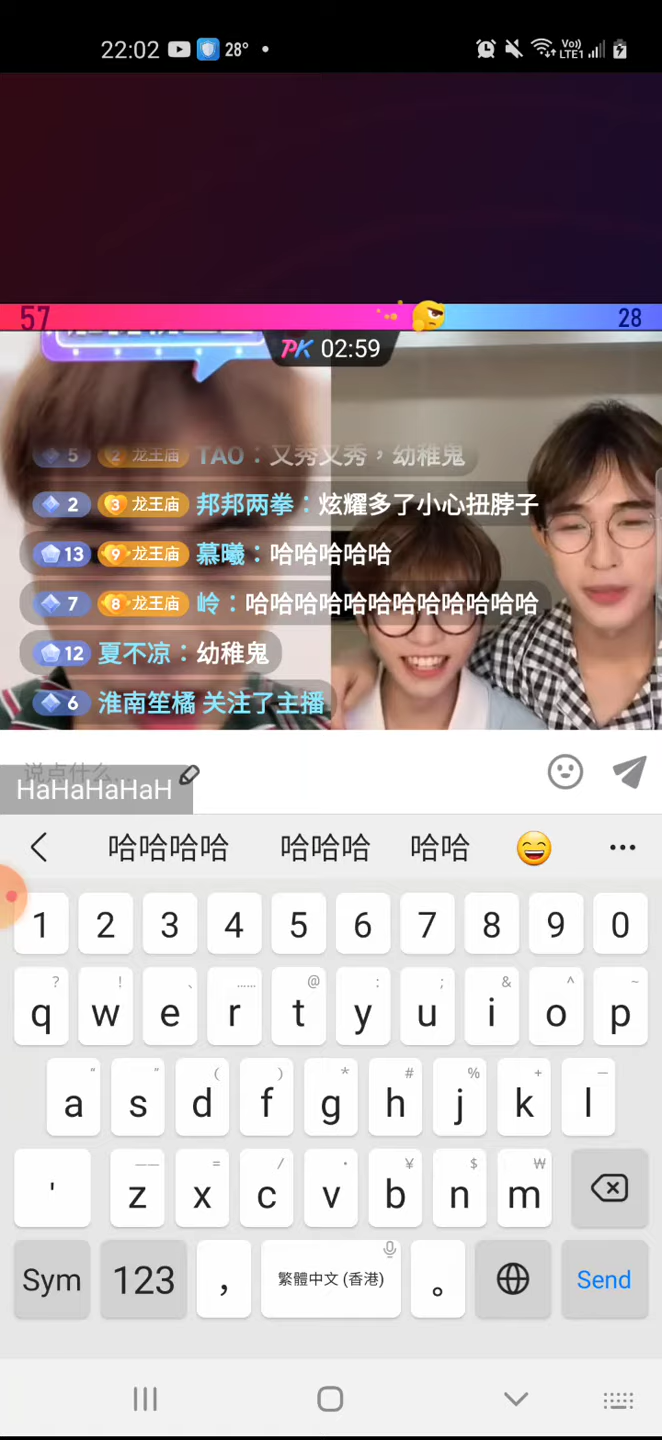 22:02 28° Vo)) LTE1
57 28
PK 02:59
5 2 龙王庙 TAO：又秀又秀，幼稚鬼
2 3 龙王庙 邦邦两拳：炫耀多了小心扭脖子
13 9 龙王庙 慕曦：哈哈哈哈哈
7 8 龙王庙 岭：哈哈哈哈哈哈哈哈哈哈哈哈
12 夏不凉：幼稚鬼
6 淮南笙橘 关注了主播
说点什么...
HaHaHaHaH
哈哈哈哈 哈哈哈 哈哈
1 2 3 4 5 6 7 8 9 0
? ! 、 …… @ : ; & ^ ~
q w e r t y u i o p
“ ” ( ) * # % + —
a s d f g h j k l
—— = / · ¥ $ ₩
' z x c v b n m
Sym 123 ， 繁體中文 (香港) 。 Send